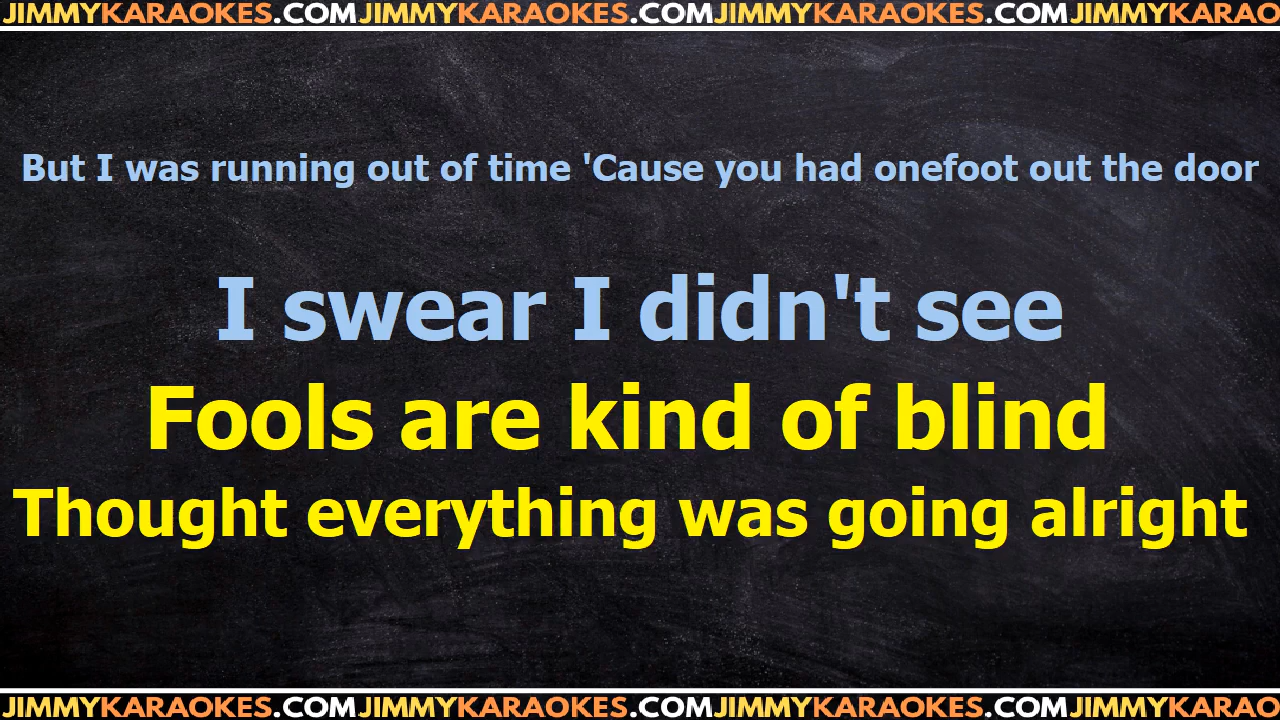 JIMMYKARAOKES.COMJIMMYKARAOKES.COMJIMMYKARAOKES.COMJIMMYKARAO
But I was running out of time 'Cause you had onefoot out the door
I swear I didn't see
Fools are kind of blind
Thought everything was going alright
JIMMYKARAOKES.COMJIMMYKARAOKES.COMJIMMYKARAOKES.COMJIMMYKARAO